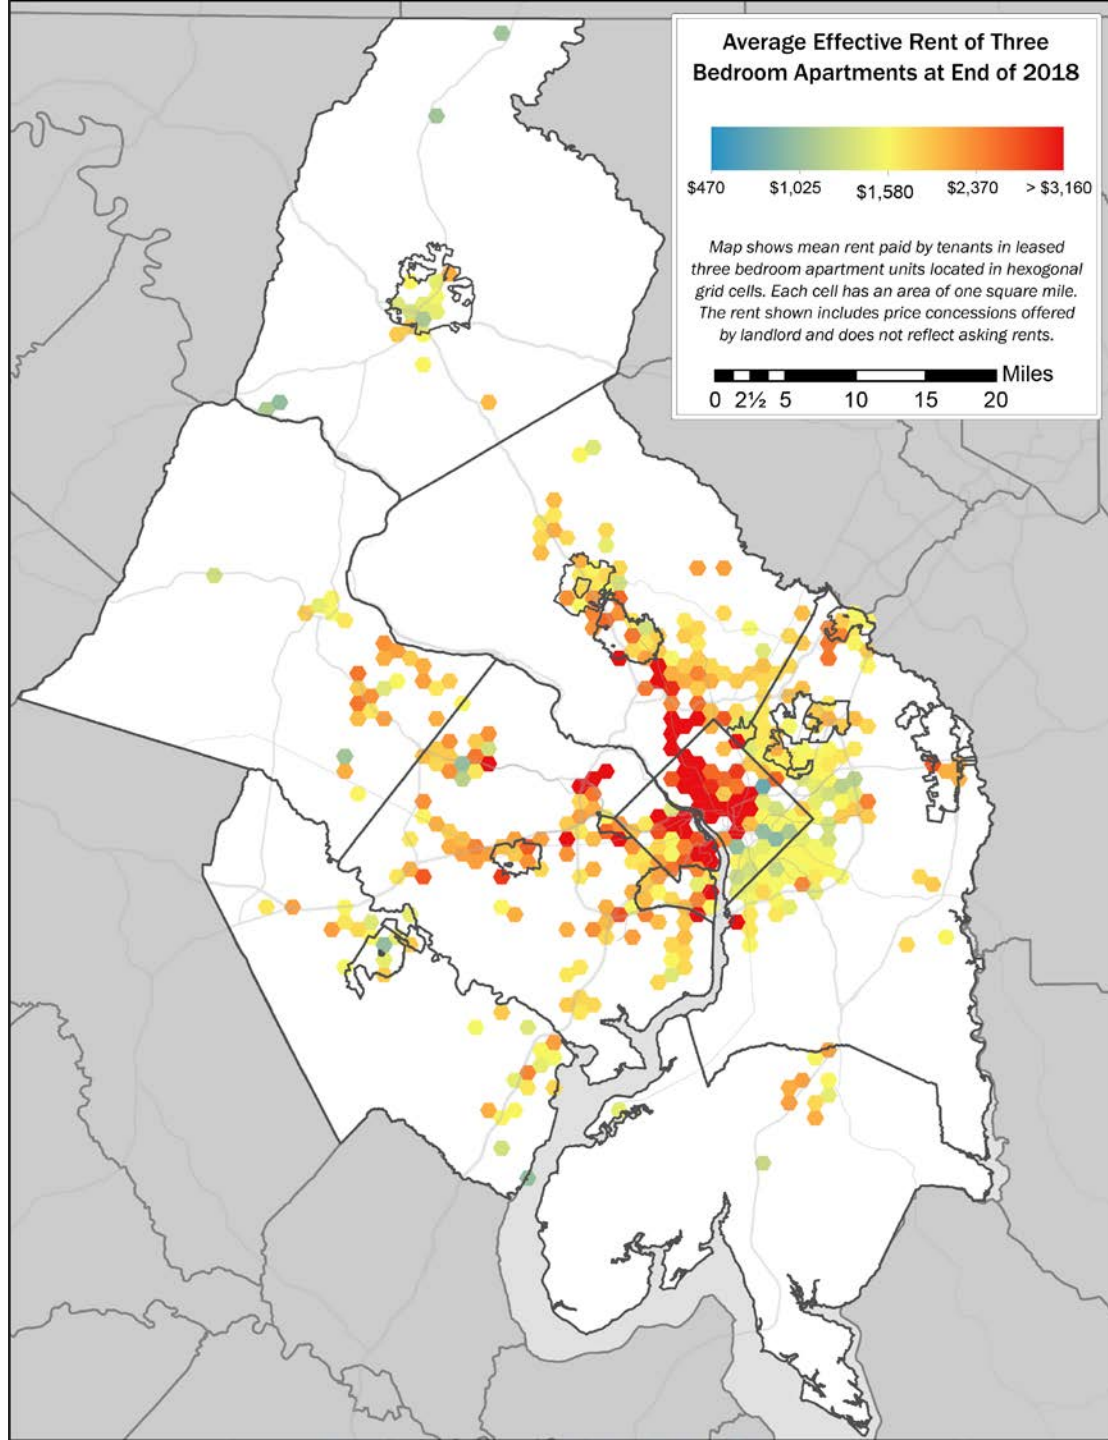 Average Effective Rent of Three
Bedroom Apartments at End of 2018
$470 $1,025 $1,580 $2,370 > $3,160
Map shows mean rent paid by tenants in leased
three bedroom apartment units located in hexogonal
grid cells. Each cell has an area of one square mile.
The rent shown includes price concessions offered
by landlord and does not reflect asking rents.
Miles
0 2½ 5 10 15 20